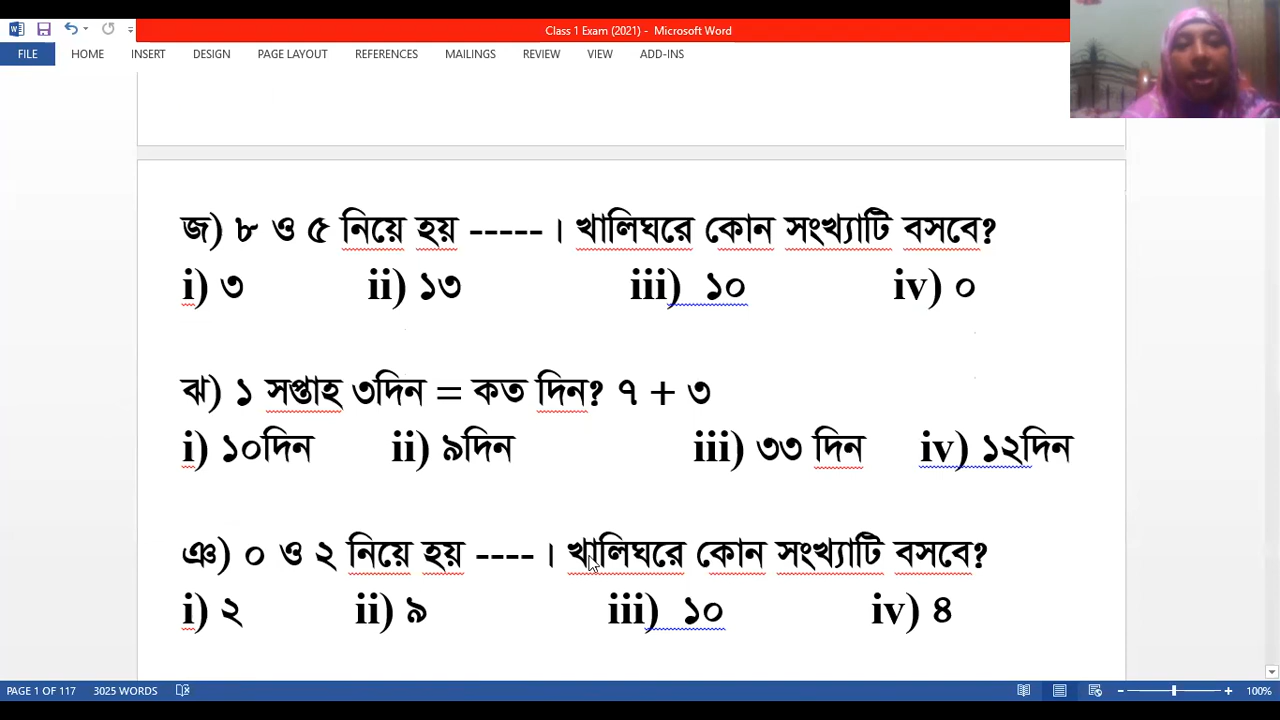 Class 1 Exam (2021) - Microsoft Word
FILE HOME INSERT DESIGN PAGE LAYOUT REFERENCES MAILINGS REVIEW VIEW ADD-INS
জ) ৮ ও ৫ নিয়ে হয় -----। খালিঘরে কোন সংখ্যাটি বসবে?
i) ৩ ii) ১৩ iii) ১০ iv) ০
ঝ) ১ সপ্তাহ ৩দিন = কত দিন? ৭ + ৩
i) ১০দিন ii) ৯দিন iii) ৩৩ দিন iv) ১২দিন
ঞ) ০ ও ২ নিয়ে হয় ----। খালিঘরে কোন সংখ্যাটি বসবে?
i) ২ ii) ৯ iii) ১০ iv) ৪
PAGE 1 OF 117 3025 WORDS 100%